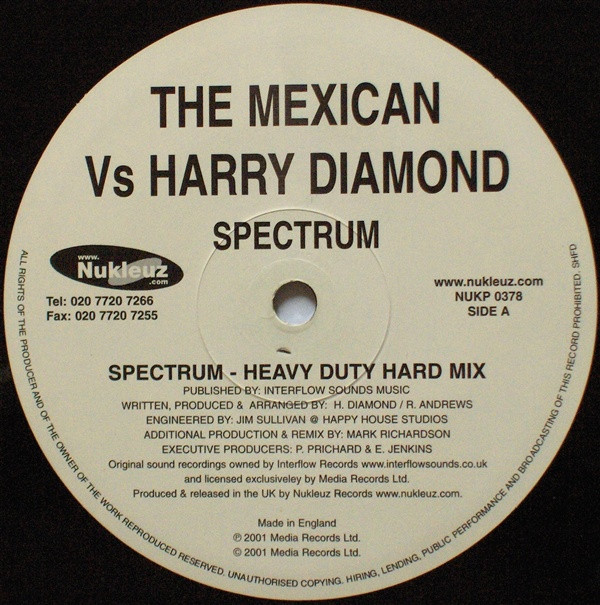 THE MEXICAN
Vs HARRY DIAMOND
SPECTRUM
www.
Nukleuz
.com
Tel: 020 7720 7266
Fax: 020 7720 7255
www.nukleuz.com
NUKP 0378
SIDE A
SPECTRUM - HEAVY DUTY HARD MIX
PUBLISHED BY: INTERFLOW SOUNDS MUSIC
WRITTEN, PRODUCED & ARRANGED BY: H. DIAMOND / R. ANDREWS
ENGINEERED BY: JIM SULLIVAN @ HAPPY HOUSE STUDIOS
ADDITIONAL PRODUCTION & REMIX BY: MARK RICHARDSON
EXECUTIVE PRODUCERS: P. PRICHARD & E. JENKINS
Original sound recordings owned by Interflow Records www.interflowsounds.co.uk
and licensed exclusiveley by Media Records Ltd.
Produced & released in the UK by Nukleuz Records www.nukleuz.com.
Made in England
℗ 2001 Media Records Ltd.
© 2001 Media Records Ltd.
ALL RIGHTS OF THE PRODUCER AND OF THE OWNER OF THE WORK REPRODUCED RESERVED. UNAUTHORISED COPYING. HIRING, LENDING, PUBLIC PERFORMANCE AND BROADCASTING OF THIS RECORD PROHIBITED. SHFD